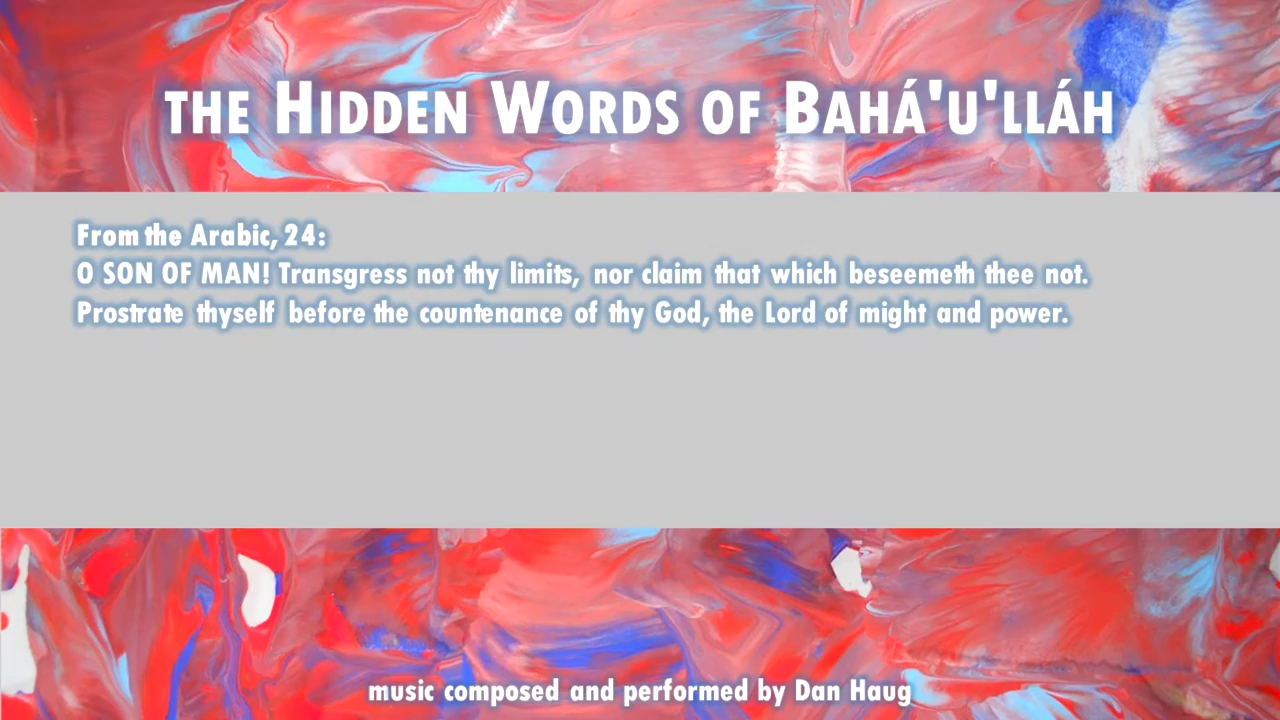 THE HIDDEN WORDS OF BAHÁ'U'LLÁH
From the Arabic, 24:
O SON OF MAN! Transgress not thy limits, nor claim that which beseemeth thee not.
Prostrate thyself before the countenance of thy God, the Lord of might and power.
music composed and performed by Dan Haug